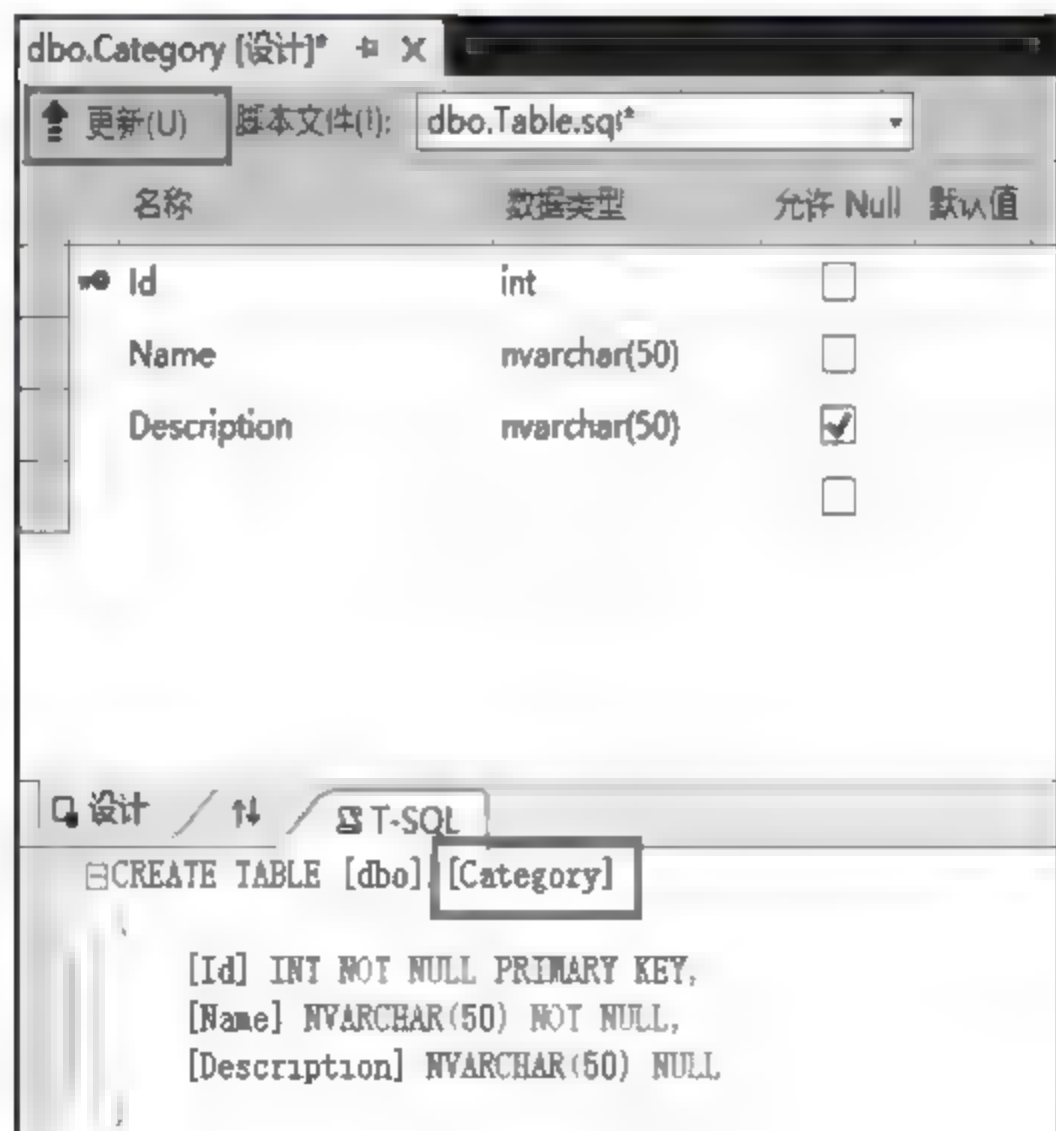 dbo.Category [设计]*
更新(U) 脚本文件(I): dbo.Table.sql*
名称 数据类型 允许 Null 默认值
Id int
Name nvarchar(50)
Description nvarchar(50)
设计 T-SQL
CREATE TABLE [dbo].[Category]
(
[Id] INT NOT NULL PRIMARY KEY,
[Name] NVARCHAR(50) NOT NULL,
[Description] NVARCHAR(50) NULL
)